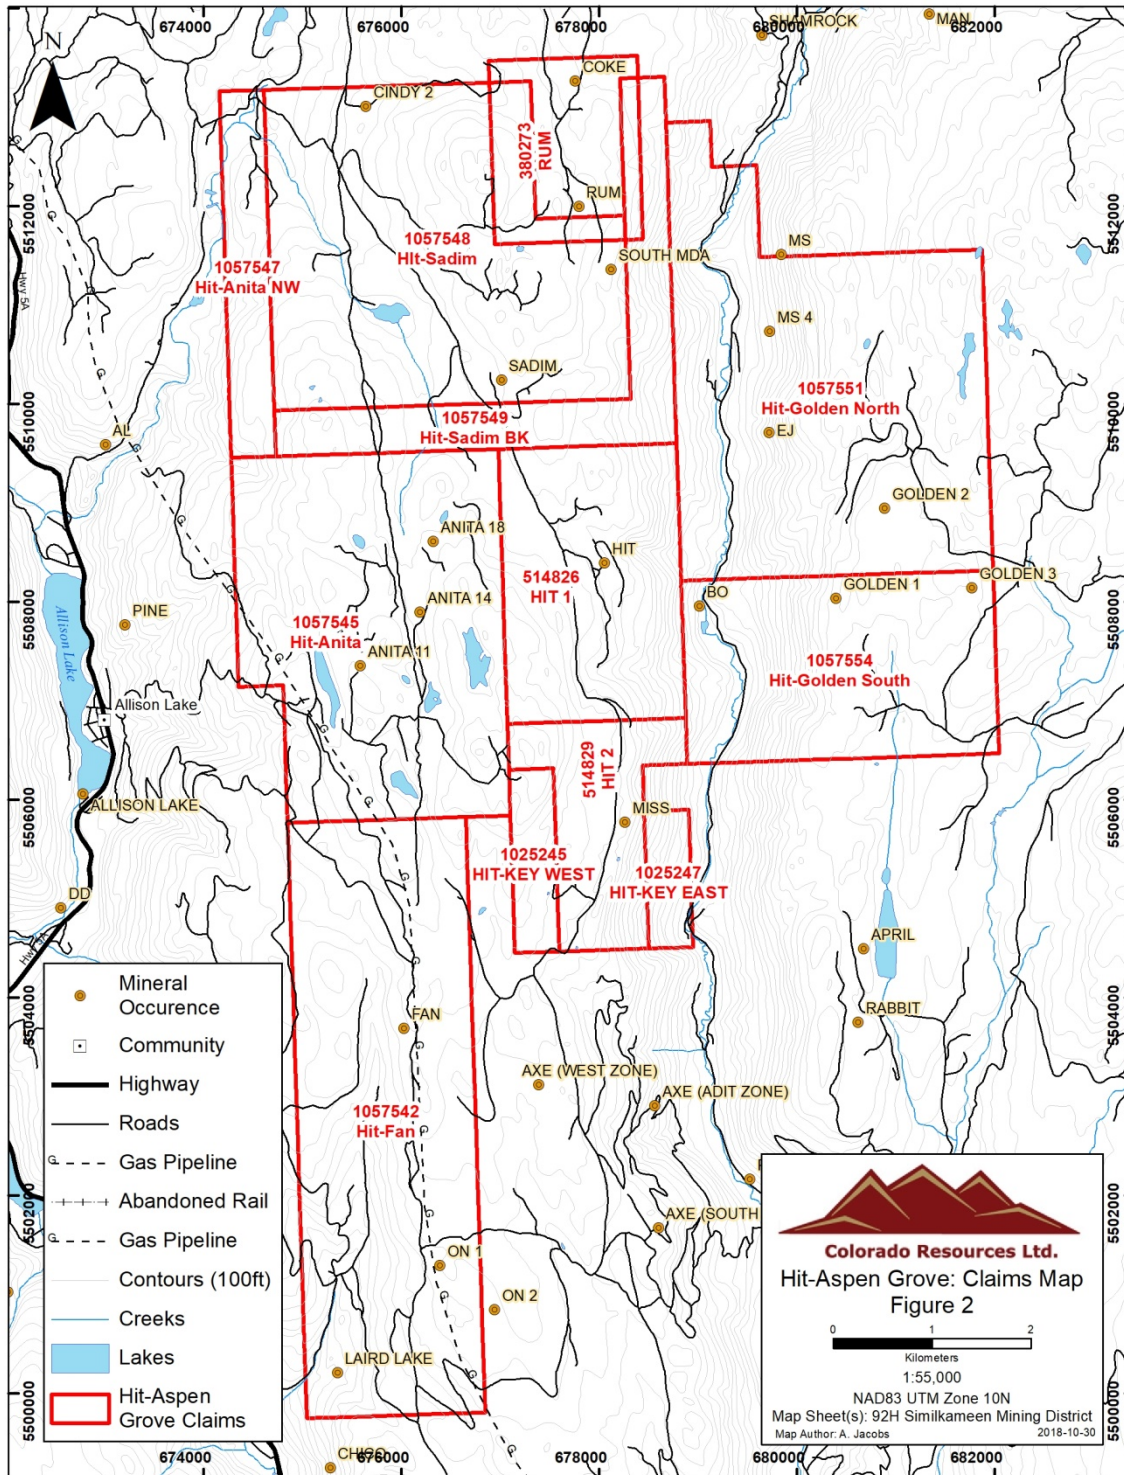 674000
676000
678000
680000
682000
SHAMROCK
MAN
N
COKE
CINDY 2
380273
RUM
RUM
5512000
5512000
1057548
HIt-Sadim
SOUTH MDA
MS
1057547
Hit-Anita NW
Hwy 5A
MS 4
SADIM
1057551
Hit-Golden North
1057549
Hit-Sadim BK
5510000
5510000
AL
EJ
GOLDEN 2
ANITA 18
HIT
514826
HIT 1
GOLDEN 1
GOLDEN 3
BO
5508000
5508000
PINE
Allison Lake
ANITA 14
1057545
Hit-Anita
ANITA 11
1057554
Hit-Golden South
Allison Lake
514829
HIT 2
ALLISON LAKE
5506000
5506000
MISS
1025245
HIT-KEY WEST
1025247
HIT-KEY EAST
DD
Hwy 5A
APRIL
RABBIT
5504000
5504000
FAN
AXE (WEST ZONE)
AXE (ADIT ZONE)
1057542
Hit-Fan
AXE (SOUTH
5502000
5502000
ON 1
ON 2
LAIRD LAKE
5500000
5500000
CHICO
674000
676000
678000
680000
682000
Mineral
Occurence
Community
Highway
Roads
G
Gas Pipeline
Abandoned Rail
G
Gas Pipeline
Contours (100ft)
Creeks
Lakes
Hit-Aspen
Grove Claims
Colorado Resources Ltd.
Hit-Aspen Grove: Claims Map
Figure 2
0 1 2
Kilometers
1:55,000
NAD83 UTM Zone 10N
Map Sheet(s): 92H Similkameen Mining District
Map Author: A. Jacobs 2018-10-30